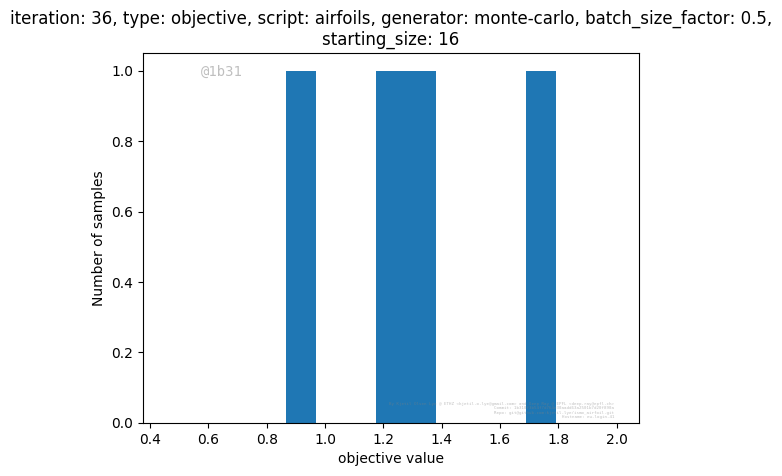 iteration: 36, type: objective, script: airfoils, generator: monte-carlo, batch_size_factor: 0.5,
starting_size: 16
@1b31
1.0
0.8
0.6
0.4
0.2
0.0
Number of samples
0.4 0.6 0.8 1.0 1.2 1.4 1.6 1.8 2.0
objective value